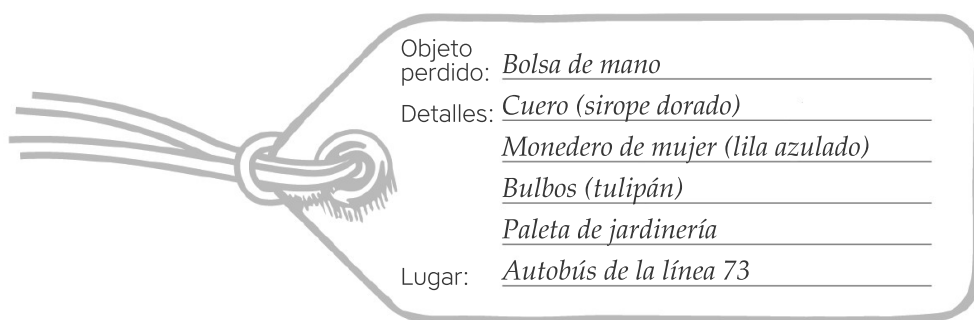 Objeto
perdido: Bolsa de mano
Detalles: Cuero (sirope dorado)
Monedero de mujer (lila azulado)
Bulbos (tulipán)
Paleta de jardinería
Lugar: Autobús de la línea 73